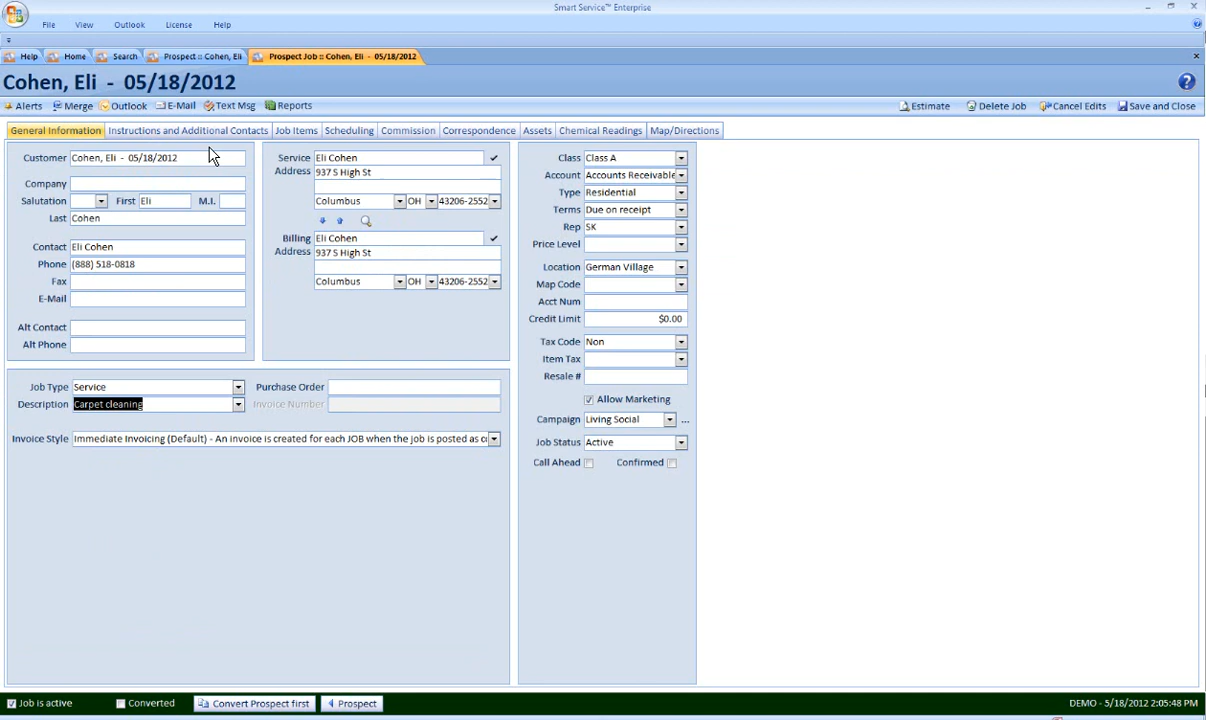 Smart Service™ Enterprise
File View Outlook License Help
Help Home Search Prospect :: Cohen, Eli Prospect Job :: Cohen, Eli - 05/18/2012
Cohen, Eli - 05/18/2012
Alerts Merge Outlook E-Mail Text Msg Reports Estimate Delete Job Cancel Edits Save and Close
General Information Instructions and Additional Contacts Job Items Scheduling Commission Correspondence Assets Chemical Readings Map/Directions
Customer Cohen, Eli - 05/18/2012
Company
Salutation First Eli M.I.
Last Cohen
Contact Eli Cohen
Phone (888) 518-0818
Fax
E-Mail
Alt Contact
Alt Phone
Service Address Eli Cohen
937 S High St
Columbus OH 43206-2552
Billing Address Eli Cohen
937 S High St
Columbus OH 43206-2552
Class Class A
Account Accounts Receivable
Type Residential
Terms Due on receipt
Rep SK
Price Level
Location German Village
Map Code
Acct Num
Credit Limit $0.00
Tax Code Non
Item Tax
Resale #
Allow Marketing
Campaign Living Social ...
Job Status Active
Call Ahead Confirmed
Job Type Service Purchase Order
Description Carpet cleaning Invoice Number
Invoice Style Immediate Invoicing (Default) - An invoice is created for each JOB when the job is posted as c
Job is active Converted Convert Prospect first Prospect DEMO - 5/18/2012 2:05:48 PM